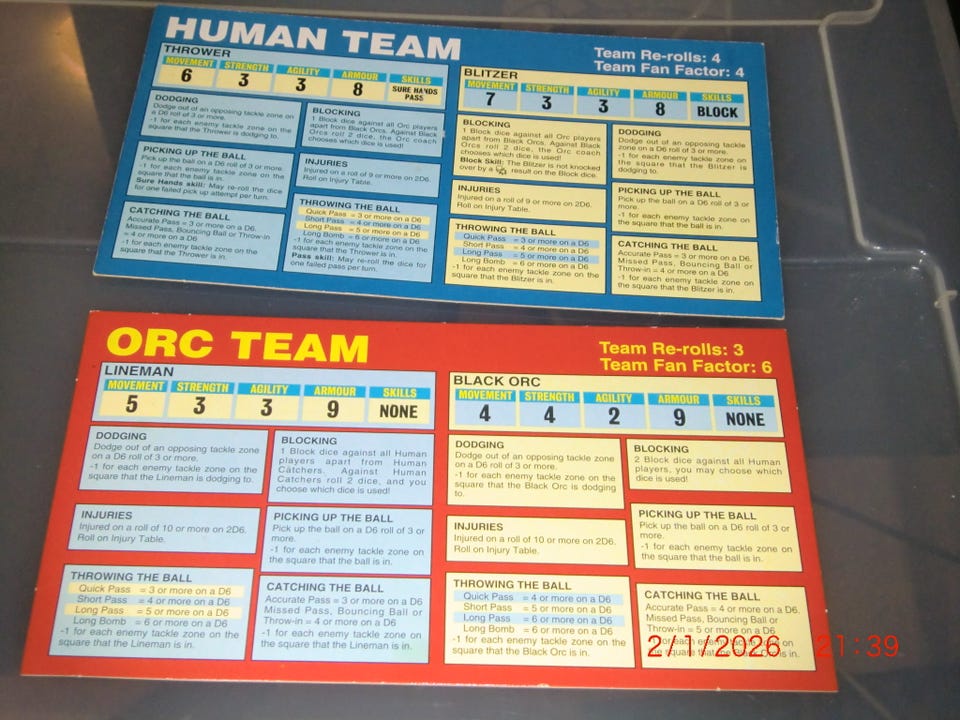 HUMAN TEAM
Team Re-rolls: 4
Team Fan Factor: 4
THROWER
MOVEMENT STRENGTH AGILITY ARMOUR SKILLS
6 3 3 8 SURE HANDS
PASS
DODGING
Dodge out of an opposing tackle zone on
a D6 roll of 3 or more.
-1 for each enemy tackle zone on the
square that the Thrower is dodging to.
PICKING UP THE BALL
Pick up the ball on a D6 roll of 3 or more.
-1 for each enemy tackle zone on the
square that the ball is in.
Sure Hands skill: May re-roll the dice
for one failed pick up attempt per turn.
CATCHING THE BALL
Accurate Pass = 3 or more on a D6.
Missed Pass, Bouncing Ball or Throw-in
= 4 or more on a D6
-1 for each enemy tackle zone on the
square that the Thrower is in.
BLOCKING
1 Block dice against all Orc players
apart from Black Orcs. Against Black
Orcs roll 2 dice, the Orc coach
chooses which dice is used!
INJURIES
Injured on a roll of 9 or more on 2D6.
Roll on Injury Table.
THROWING THE BALL
Quick Pass = 3 or more on a D6
Short Pass = 4 or more on a D6
Long Pass = 5 or more on a D6
Long Bomb = 6 or more on a D6
-1 for each enemy tackle zone on the
square that the Thrower is in.
Pass skill: May re-roll the dice for
one failed pass per turn.
BLITZER
MOVEMENT STRENGTH AGILITY ARMOUR SKILLS
7 3 3 8 BLOCK
BLOCKING
1 Block dice against all Orc players
apart from Black Orcs. Against Black
Orcs roll 2 dice, the Orc coach
chooses which dice is used!
Block Skill: The Blitzer is not knocked
over by a result on the Block dice.
INJURIES
Injured on a roll of 9 or more on 2D6.
Roll on Injury Table.
THROWING THE BALL
Quick Pass = 3 or more on a D6
Short Pass = 4 or more on a D6
Long Pass = 5 or more on a D6
Long Bomb = 6 or more on a D6
-1 for each enemy tackle zone on the
square that the Blitzer is in.
DODGING
Dodge out of an opposing tackle
zone on a D6 roll of 3 or more.
-1 for each enemy tackle zone on
the square that the Blitzer is
dodging to.
PICKING UP THE BALL
Pick up the ball on a D6 roll of 3 or
more.
-1 for each enemy tackle zone on
the square that the ball is in.
CATCHING THE BALL
Accurate Pass = 3 or more on a D6.
Missed Pass, Bouncing Ball or
Throw-in = 4 or more on a D6
-1 for each enemy tackle zone on the
square that the Blitzer is in.
ORC TEAM
Team Re-rolls: 3
Team Fan Factor: 6
LINEMAN
MOVEMENT STRENGTH AGILITY ARMOUR SKILLS
5 3 3 9 NONE
DODGING
Dodge out of an opposing tackle zone
on a D6 roll of 3 or more.
-1 for each enemy tackle zone on the
square that the Lineman is dodging to.
INJURIES
Injured on a roll of 10 or more on 2D6.
Roll on Injury Table.
THROWING THE BALL
Quick Pass = 3 or more on a D6
Short Pass = 4 or more on a D6
Long Pass = 5 or more on a D6
Long Bomb = 6 or more on a D6
-1 for each enemy tackle zone on the
square that the Lineman is in.
BLOCKING
1 Block dice against all Human
players apart from Human
Catchers. Against Human
Catchers roll 2 dice, and you
choose which dice is used!
PICKING UP THE BALL
Pick up the ball on a D6 roll of 3 or
more.
-1 for each enemy tackle zone on
the square that the ball is in.
CATCHING THE BALL
Accurate Pass = 3 or more on a D6
Missed Pass, Bouncing Ball or
Throw-in = 4 or more on a D6
-1 for each enemy tackle zone on
the square that the Lineman is in.
BLACK ORC
MOVEMENT STRENGTH AGILITY ARMOUR SKILLS
4 4 2 9 NONE
DODGING
Dodge out of an opposing tackle zone
on a D6 roll of 3 or more.
-1 for each enemy tackle zone on the
square that the Black Orc is dodging
to.
INJURIES
Injured on a roll of 10 or more on 2D6.
Roll on Injury Table.
THROWING THE BALL
Quick Pass = 4 or more on a D6
Short Pass = 5 or more on a D6
Long Pass = 6 or more on a D6
Long Bomb = 6 or more on a D6
-1 for each enemy tackle zone on the
square that the Black Orc is in.
BLOCKING
2 Block dice against all Human
players, you may choose which
dice is used!
PICKING UP THE BALL
Pick up the ball on a D6 roll of 3 or
more.
-1 for each enemy tackle zone on
the square that the ball is in.
CATCHING THE BALL
Accurate Pass = 4 or more on a D6.
Missed Pass, Bouncing Ball or
Throw-in = 5 or more on a D6
-1 for each enemy tackle zone on
the square that the Black Orc is in.
2/1/2026 21:39